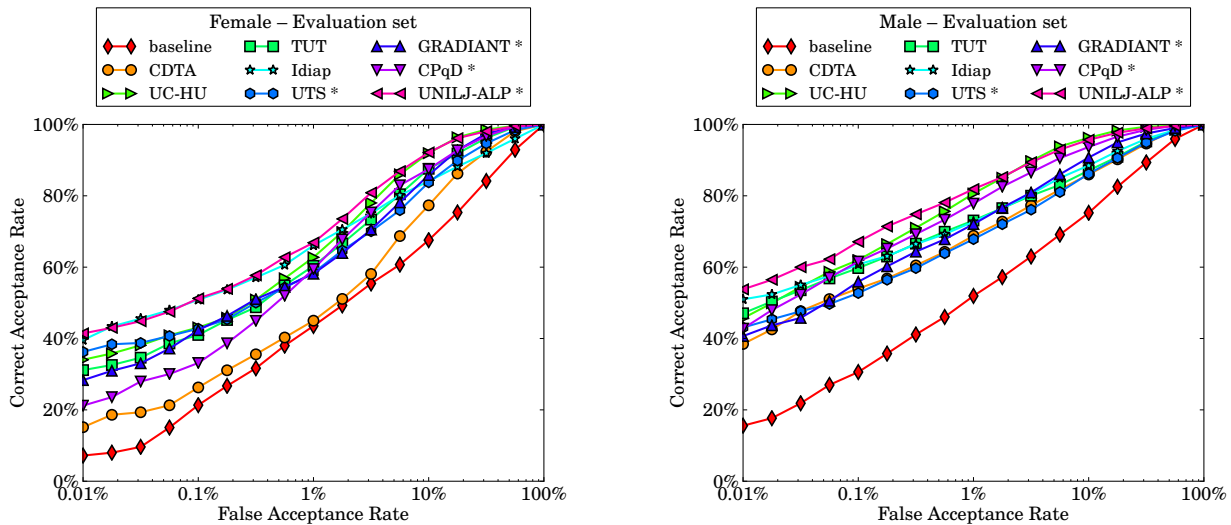 Female – Evaluation set
baseline TUT GRADIANT *
CDTA Idiap CPqD *
UC-HU UTS * UNILJ-ALP *
100%
80%
60%
40%
20%
0%
0.01% 0.1% 1% 10% 100%
Correct Acceptance Rate
False Acceptance Rate
Male – Evaluation set
baseline TUT GRADIANT *
CDTA Idiap CPqD *
UC-HU UTS * UNILJ-ALP *
100%
80%
60%
40%
20%
0%
0.01% 0.1% 1% 10% 100%
Correct Acceptance Rate
False Acceptance Rate